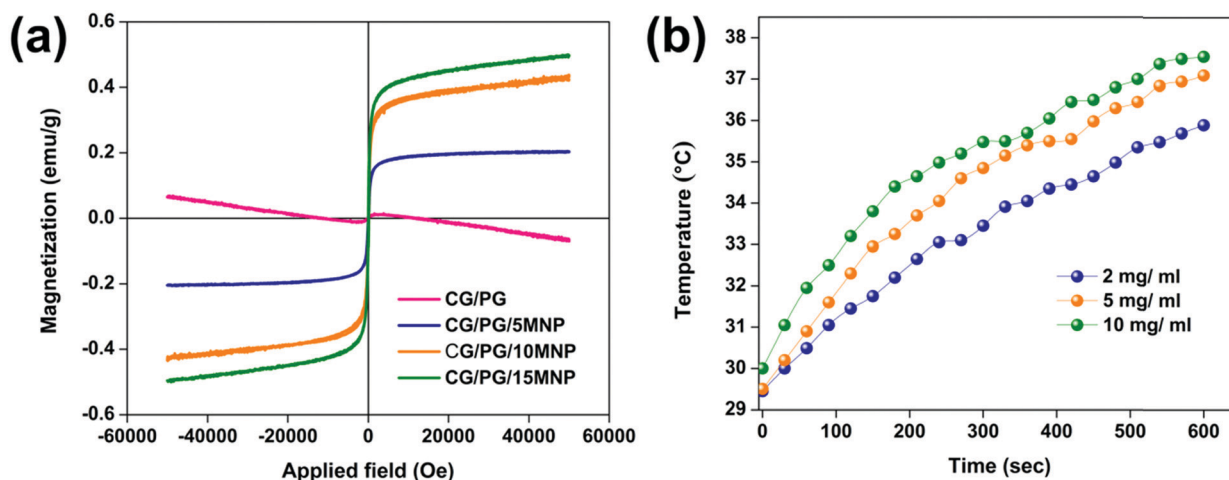 (a)
Magnetization (emu/g)
0.6
0.4
0.2
0.0
-0.2
-0.4
-0.6
CG/PG
CG/PG/5MNP
CG/PG/10MNP
CG/PG/15MNP
-60000 -40000 -20000 0 20000 40000 60000
Applied field (Oe)
(b)
Temperature (°C)
38
37
36
35
34
33
32
31
30
29
2 mg/ ml
5 mg/ ml
10 mg/ ml
0 100 200 300 400 500 600
Time (sec)